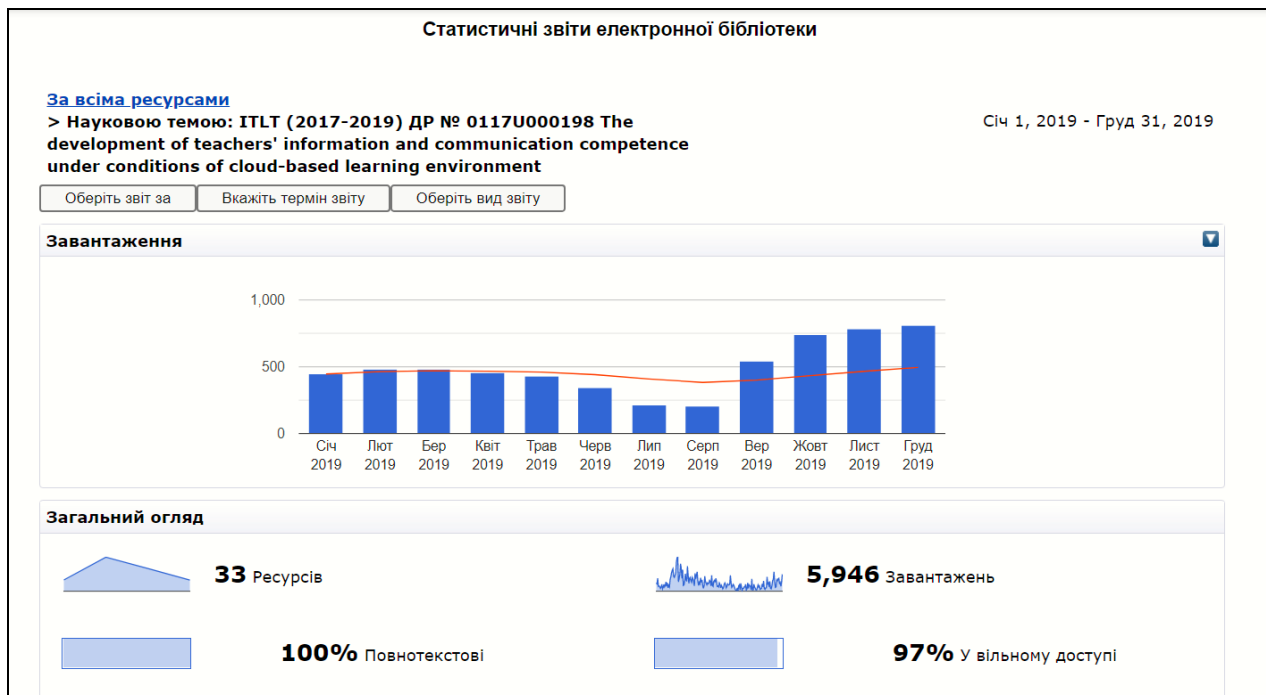 Статистичні звіти електронної бібліотеки
За всіма ресурсами
> Науковою темою: ITLT (2017-2019) ДР № 0117U000198 The
development of teachers' information and communication competence
under conditions of cloud-based learning environment
Січ 1, 2019 - Груд 31, 2019
Оберіть звіт за Вкажіть термін звіту Оберіть вид звіту
Завантаження
1,000
500
0
Січ Лют Бер Квіт Трав Черв Лип Серп Вер Жовт Лист Груд
2019 2019 2019 2019 2019 2019 2019 2019 2019 2019 2019 2019
Загальний огляд
33 Ресурсів 5,946 Завантажень
100% Повнотекстові 97% У вільному доступі